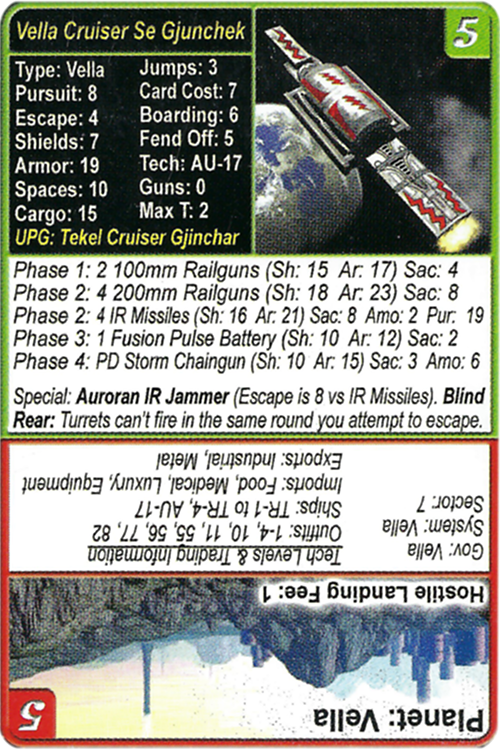 Vella Cruiser Se Gjunchek
5
Type: Vella
Pursuit: 8
Escape: 4
Shields: 7
Armor: 19
Spaces: 10
Cargo: 15
Jumps: 3
Card Cost: 7
Boarding: 6
Fend Off: 5
Tech: AU-17
Guns: 0
Max T: 2
UPG: Tekel Cruiser Gjinchar
Phase 1: 2 100mm Railguns (Sh: 15 Ar: 17) Sac: 4
Phase 2: 4 200mm Railguns (Sh: 18 Ar: 23) Sac: 8
Phase 2: 4 IR Missiles (Sh: 16 Ar: 21) Sac: 8 Amo: 2 Pur: 19
Phase 3: 1 Fusion Pulse Battery (Sh: 10 Ar: 12) Sac: 2
Phase 4: PD Storm Chaingun (Sh: 10 Ar: 15) Sac: 3 Amo: 6
Special: Auroran IR Jammer (Escape is 8 vs IR Missiles). Blind
Rear: Turrets can't fire in the same round you attempt to escape.
Planet: Vella
5
Hostile Landing Fee: 1
Gov: Vella
System: Vella
Sector: 7
Tech Levels & Trading Information
Outfits: 1-4, 10, 11, 55, 56, 77, 82
Ships: TR-1 to TR-4, AU-17
Imports: Food, Medical, Luxury, Equipment
Exports: Industrial, Metal